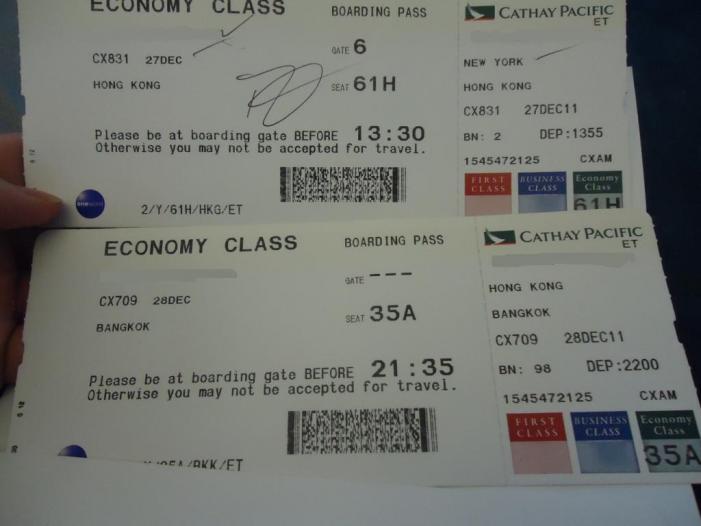 ECONOMY CLASS
BOARDING PASS
CX831 27DEC
GATE 6
HONG KONG
SEAT 61H
Please be at boarding gate BEFORE 13:30
Otherwise you may not be accepted for travel.
oneworld
2/Y/61H/HKG/ET
CATHAY PACIFIC
ET
NEW YORK
HONG KONG
CX831 27DEC11
BN: 2 DEP:1355
1545472125 CXAM
FIRST CLASS
BUSINESS CLASS
Economy Class
61H
ECONOMY CLASS
BOARDING PASS
GATE ---
CX709 28DEC
SEAT 35A
BANGKOK
Please be at boarding gate BEFORE 21:35
Otherwise you may not be accepted for travel.
/35A/BKK/ET
CATHAY PACIFIC
ET
HONG KONG
BANGKOK
CX709 28DEC11
BN: 98 DEP:2200
1545472125 CXAM
FIRST CLASS
BUSINESS CLASS
Economy Class
35A